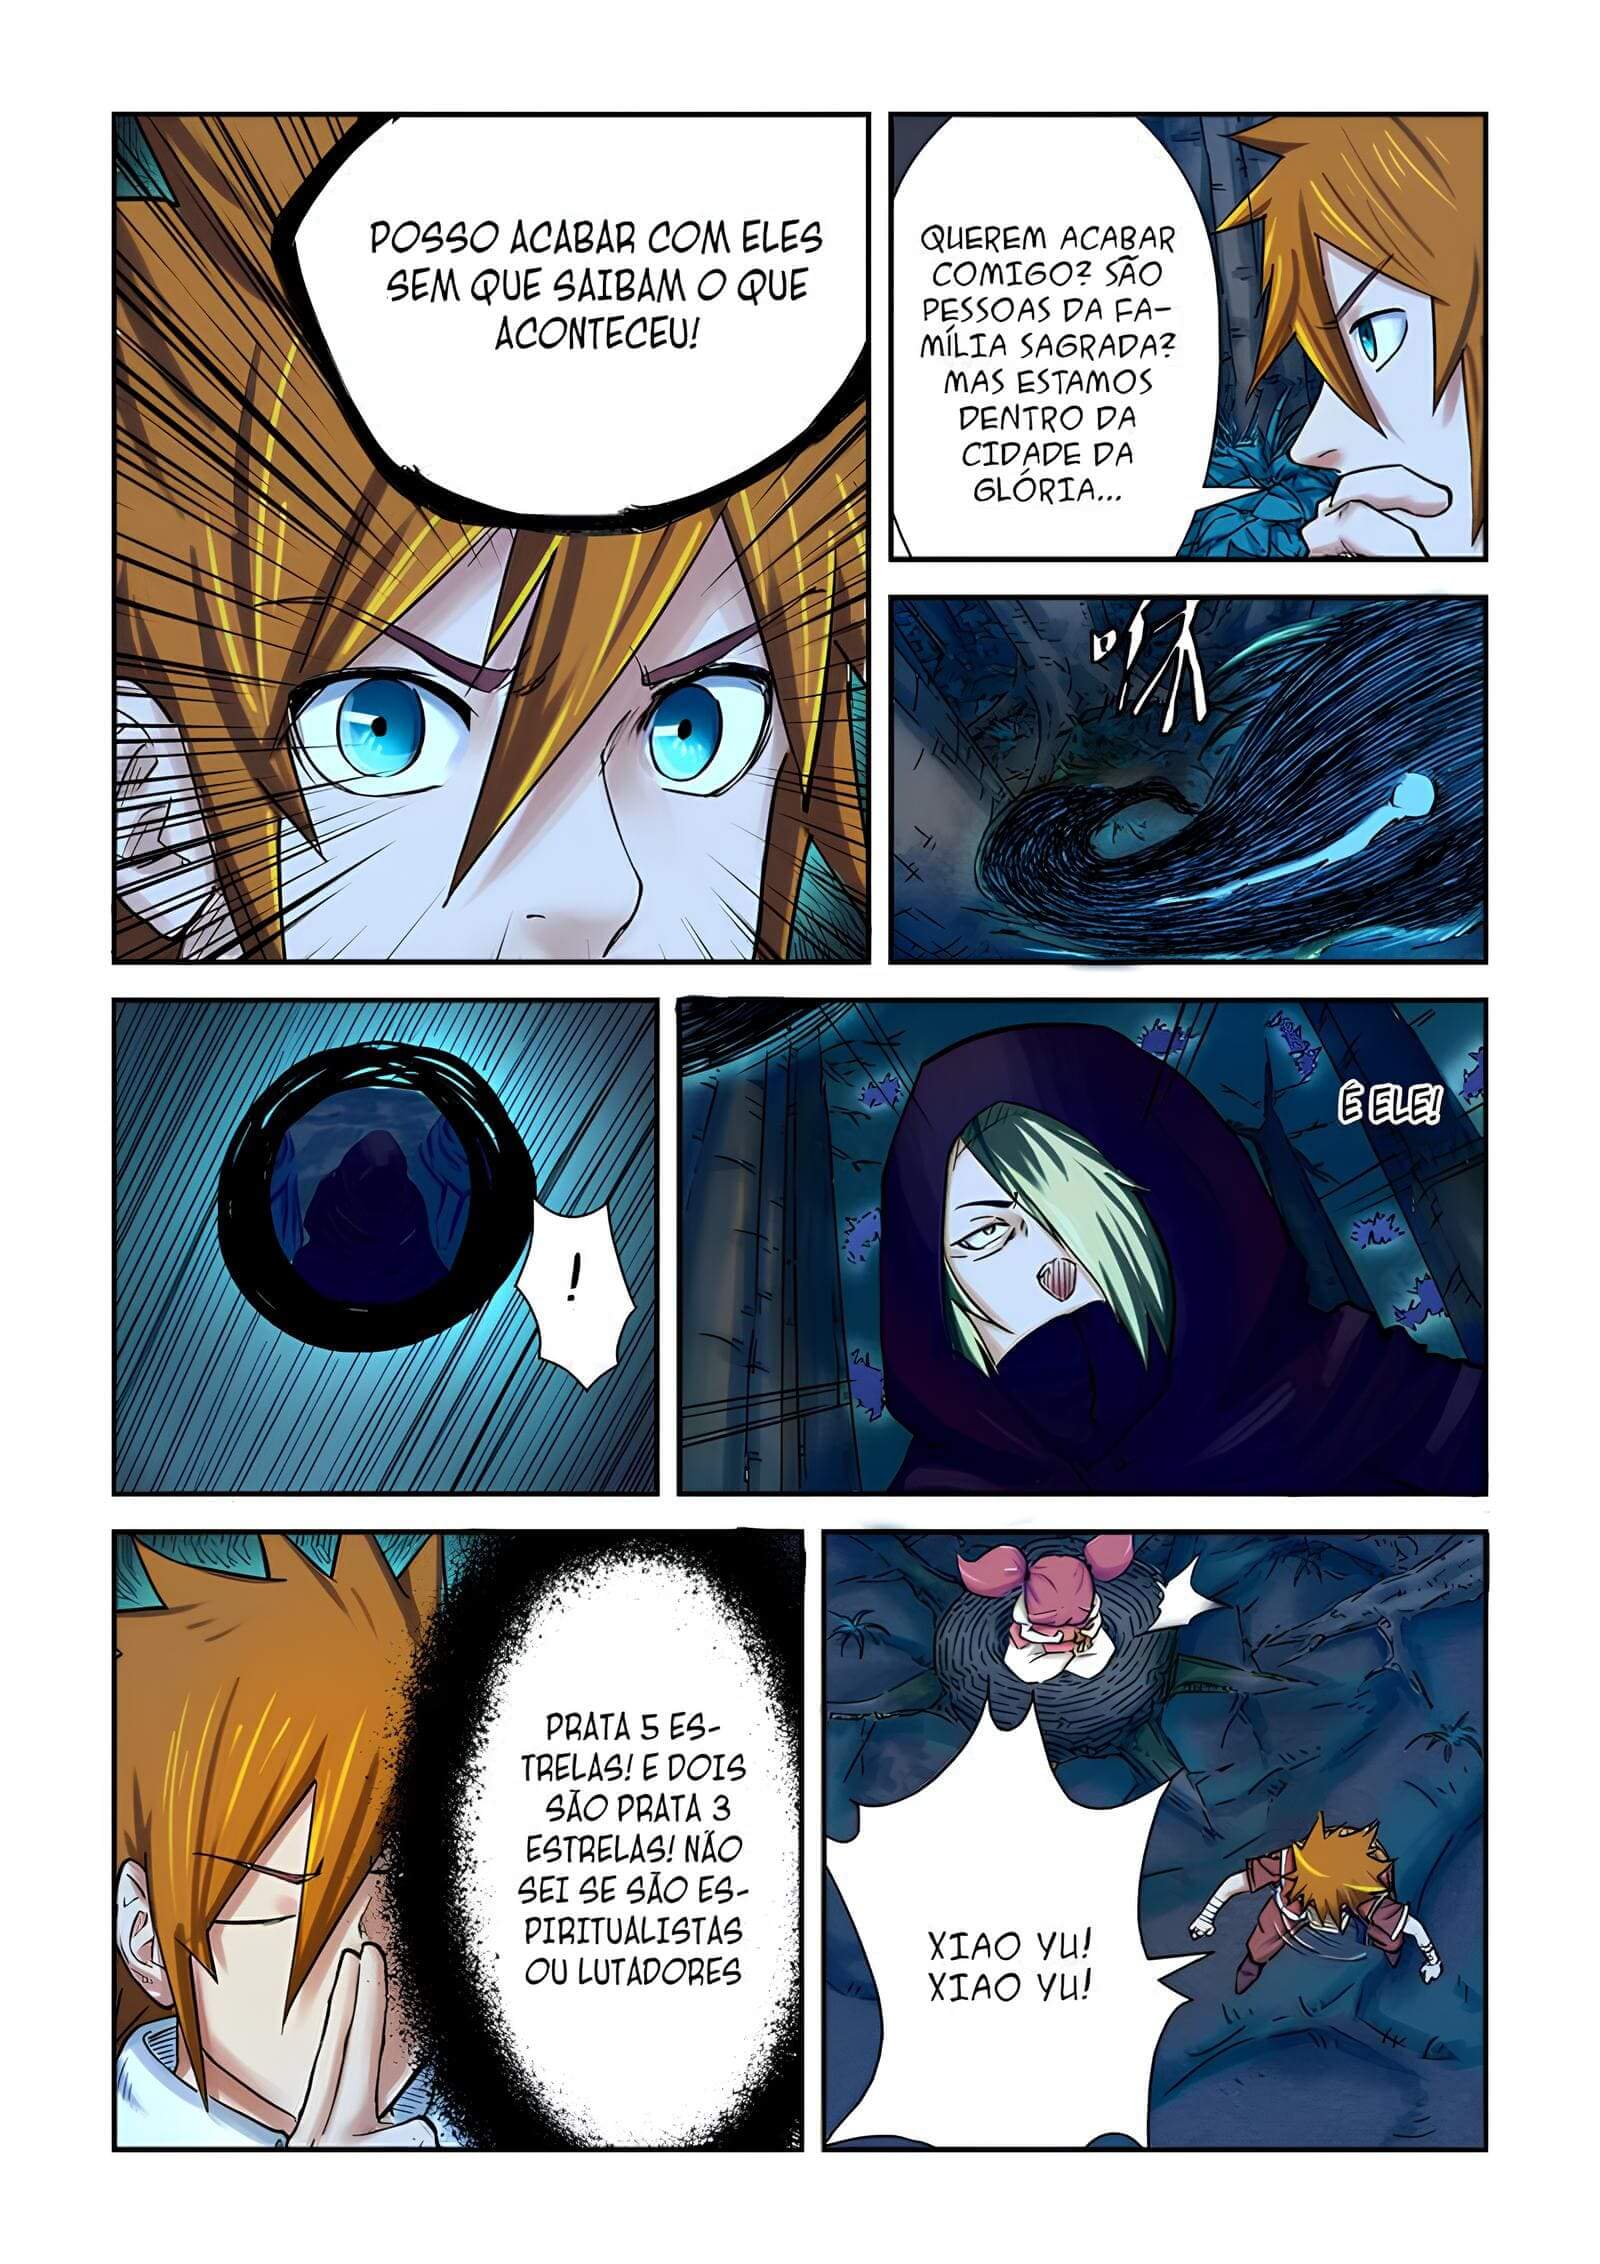 QUEREM ACABAR
COMIGO? SÃO
PESSOAS DA FA-
MÍLIA SAGRADA?
MAS ESTAMOS
DENTRO DA
CIDADE DA
GLÓRIA...
咻
POSSO ACABAR COM ELES
SEM QUE SAIBAM O QUE
ACONTECEU!
É ELE!
!
XIAO YU!
XIAO YU!
PRATA 5 ES-
TRELAS! E DOIS
SÃO PRATA 3
ESTRELAS! NÃO
SEI SE SÃO ES-
PIRITUALISTAS
OU LUTADORES